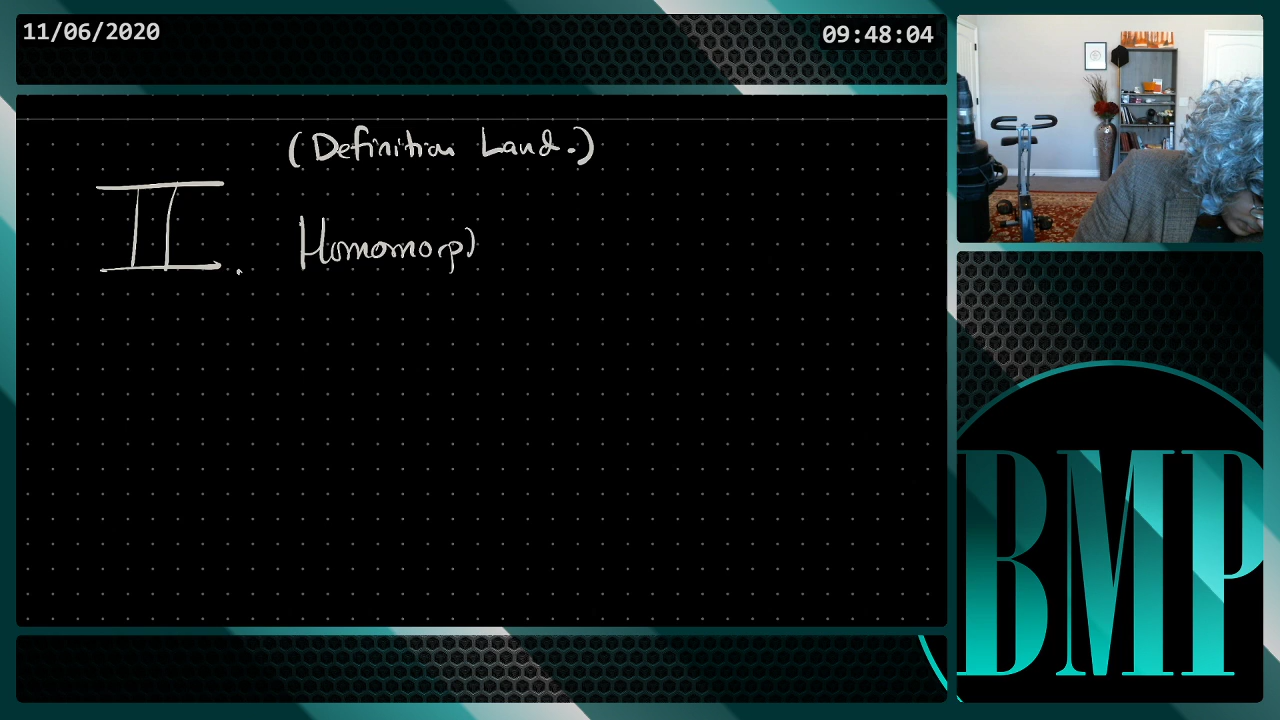 11/06/2020
09:48:04
(Definition Land.)
II. Homomorp)
BMP